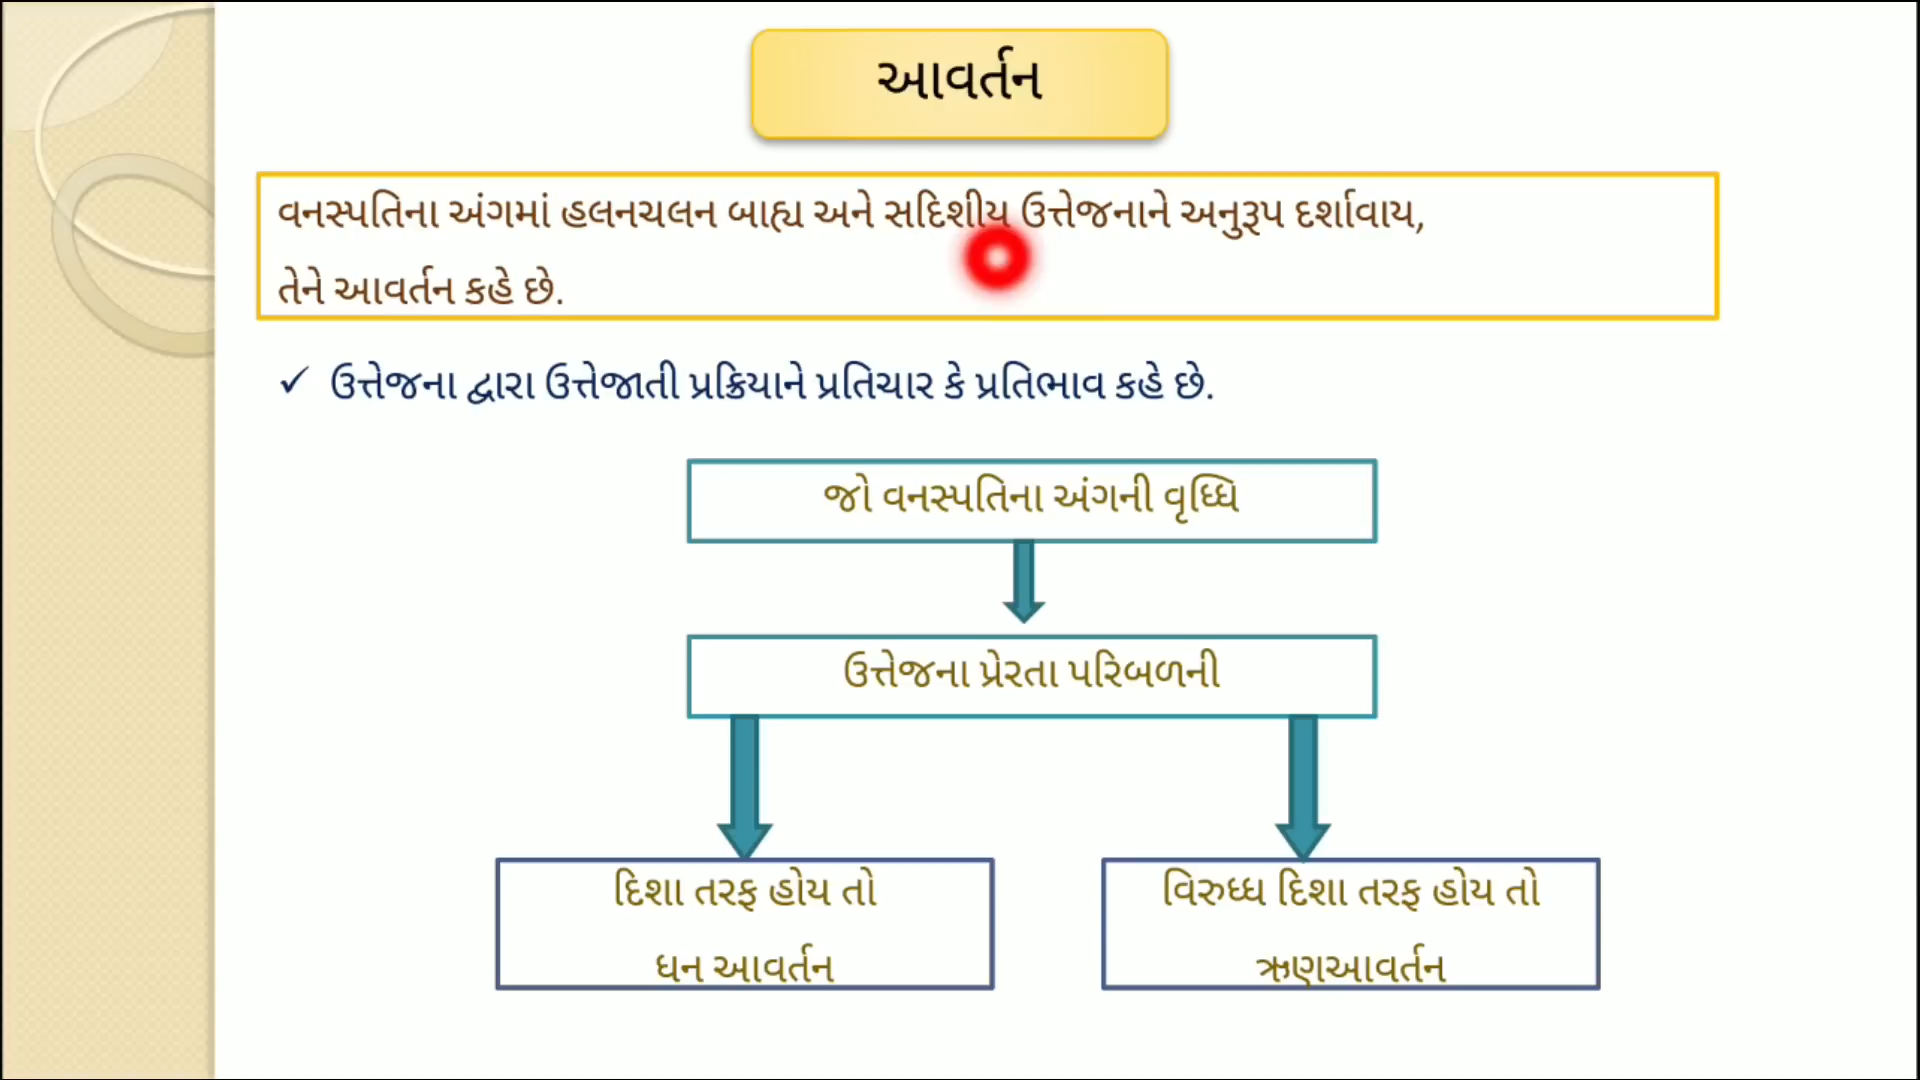 આવર્તન
વનસ્પતિના અંગમાં હલનચલન બાહ્ય અને સદિશીય ઉત્તેજનાને અનુરૂપ દર્શાવાય,
તેને આવર્તન કહે છે.
✓ ઉત્તેજના દ્વારા ઉત્તેજાતી પ્રક્રિયાને પ્રતિચાર કે પ્રતિભાવ કહે છે.
જો વનસ્પતિના અંગની વૃધ્ધિ
ઉત્તેજના પ્રેરતા પરિબળની
દિશા તરફ હોય તો
ધન આવર્તન
વિરુધ્ધ દિશા તરફ હોય તો
ઋણઆવર્તન